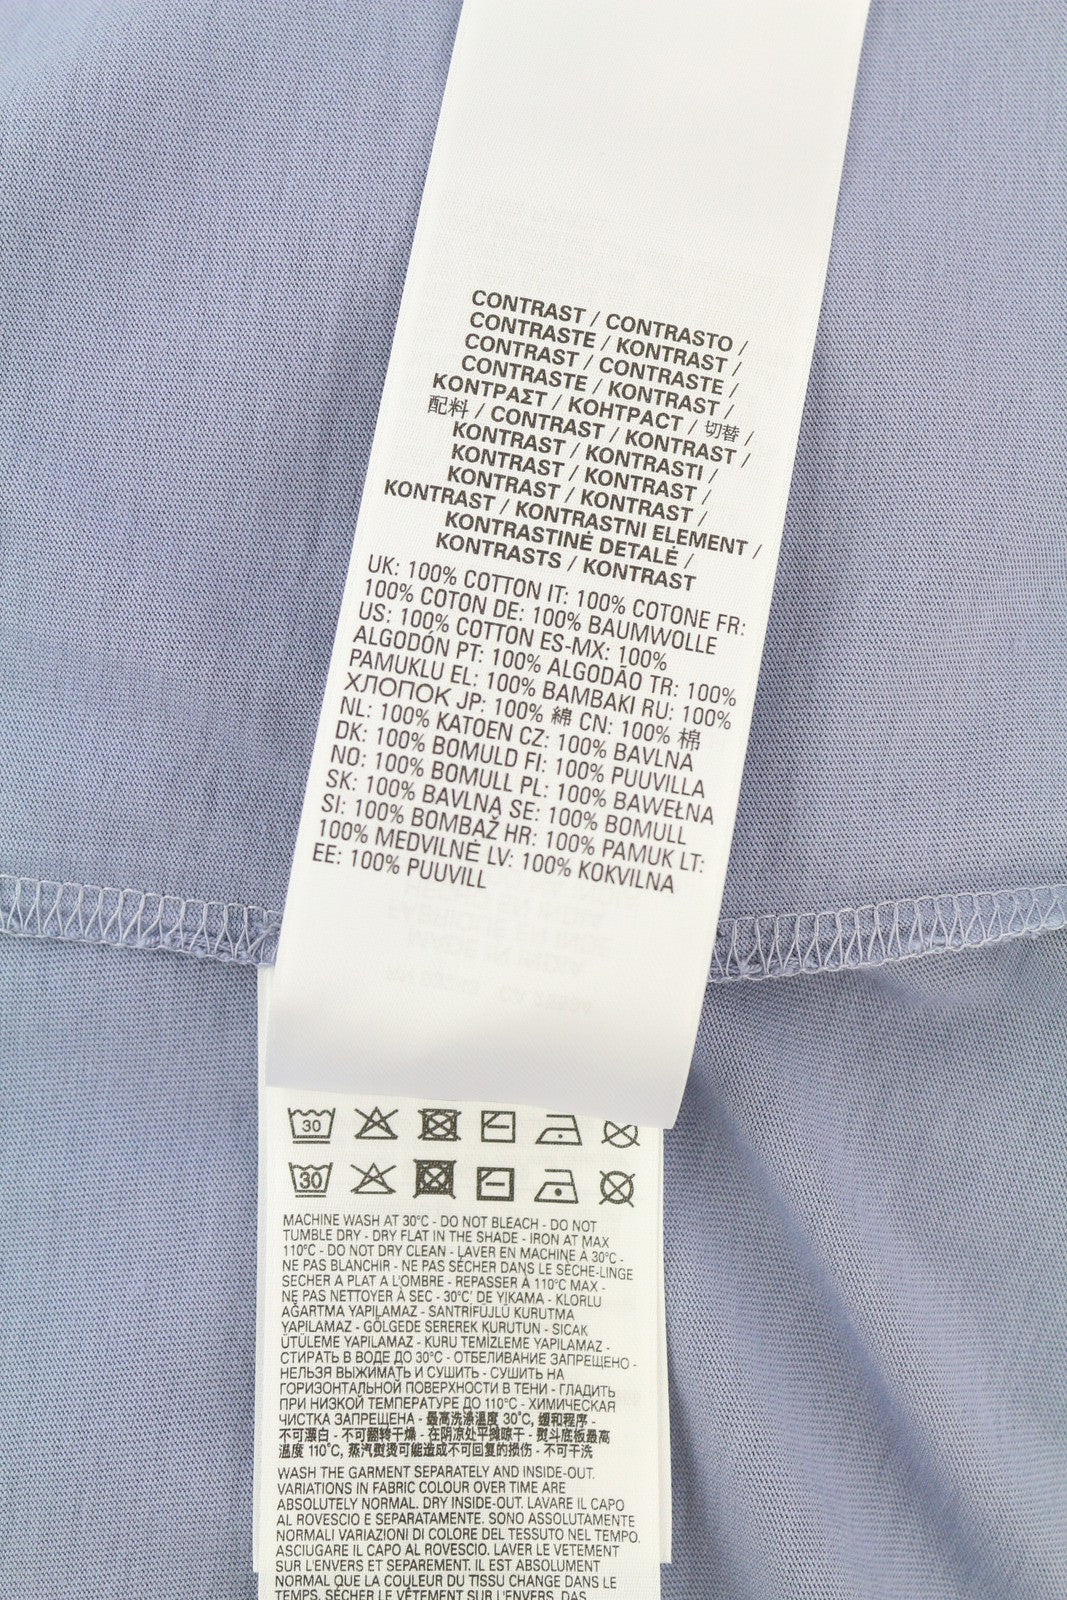 CONTRAST / CONTRASTO /
CONTRASTE / KONTRAST /
CONTRAST / CONTRASTE /
CONTRASTE / KONTRAST /
ΚΟΝΤΡΑΣΤ / КОНТРАСТ / 切替 /
配料 / CONTRAST / KONTRAST /
KONTRAST / KONTRASTI /
KONTRAST / KONTRAST /
KONTRAST / KONTRAST /
KONTRAST / KONTRASTNI ELEMENT /
KONTRASTINĖ DETALĖ /
KONTRASTS / KONTRAST
UK: 100% COTTON IT: 100% COTONE FR:
100% COTON DE: 100% BAUMWOLLE
US: 100% COTTON ES-MX: 100%
ALGODÓN PT: 100% ALGODÃO TR: 100%
PAMUKLU EL: 100% BAMBAKI RU: 100%
ХЛОПОК JP: 100% 綿 CN: 100% 棉
NL: 100% KATOEN CZ: 100% BAVLNA
DK: 100% BOMULD FI: 100% PUUVILLA
NO: 100% BOMULL PL: 100% BAWEŁNA
SK: 100% BAVLNA SE: 100% BOMULL
SI: 100% BOMBAŽ HR: 100% PAMUK LT:
100% MEDVILNĖ LV: 100% KOKVILNA
EE: 100% PUUVILL
30
30
MACHINE WASH AT 30°C - DO NOT BLEACH - DO NOT
TUMBLE DRY - DRY FLAT IN THE SHADE - IRON AT MAX
110°C - DO NOT DRY CLEAN - LAVER EN MACHINE À 30°C -
NE PAS BLANCHIR - NE PAS SÉCHER DANS LE SÈCHE-LINGE
SECHER A PLAT A L'OMBRE - REPASSER À 110°C MAX -
NE PAS NETTOYER À SEC - 30°C' DE YIKAMA - KLORLU
AĞARTMA YAPILAMAZ - SANTRİFÜJLÜ KURUTMA
YAPILAMAZ - GÖLGEDE SEREREK KURUTUN - SICAK
ÜTÜLEME YAPILAMAZ - KURU TEMİZLEME YAPILAMAZ -
СТИРАТЬ В ВОДЕ ДО 30°C - ОТБЕЛИВАНИЕ ЗАПРЕЩЕНО -
НЕЛЬЗЯ ВЫЖИМАТЬ И СУШИТЬ - СУШИТЬ НА
ГОРИЗОНТАЛЬНОЙ ПОВЕРХНОСТИ В ТЕНИ - ГЛАДИТЬ
ПРИ НИЗКОЙ ТЕМПЕРАТУРЕ ДО 110°C - ХИМИЧЕСКАЯ
ЧИСТКА ЗАПРЕЩЕНА - 最高洗涤温度 30°C, 缓和程序 -
不可漂白 - 不可翻转干燥 - 在阴凉处平摊晾干 - 熨斗底板最高
温度 110°C, 蒸汽熨烫可能造成不可回复的损伤 - 不可干洗
WASH THE GARMENT SEPARATELY AND INSIDE-OUT.
VARIATIONS IN FABRIC COLOUR OVER TIME ARE
ABSOLUTELY NORMAL. DRY INSIDE-OUT. LAVARE IL CAPO
AL ROVESCIO E SEPARATAMENTE. SONO ASSOLUTAMENTE
NORMALI VARIAZIONI DI COLORE DEL TESSUTO NEL TEMPO.
ASCIUGARE IL CAPO AL ROVESCIO. LAVER LE VETEMENT
SUR L'ENVERS ET SEPAREMENT. IL EST ABSOLUMENT
NORMAL QUE LA COULEUR DU TISSU CHANGE DANS LE
TEMPS. SÉCHER LE VÊTEMENT SUR L'ENVERS. DAS